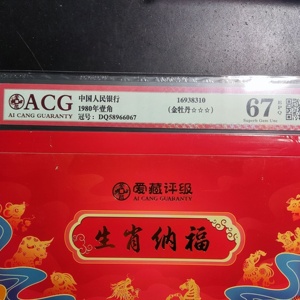 ACG
AI CANG GUARANTY
中国人民银行
1980年壹角
冠号：DQ58966067
16938310
(金牡丹☆☆☆)
67
EPQ
Superb Gem Unc
爱藏评级
AI CANG GUARANTY
生肖纳福